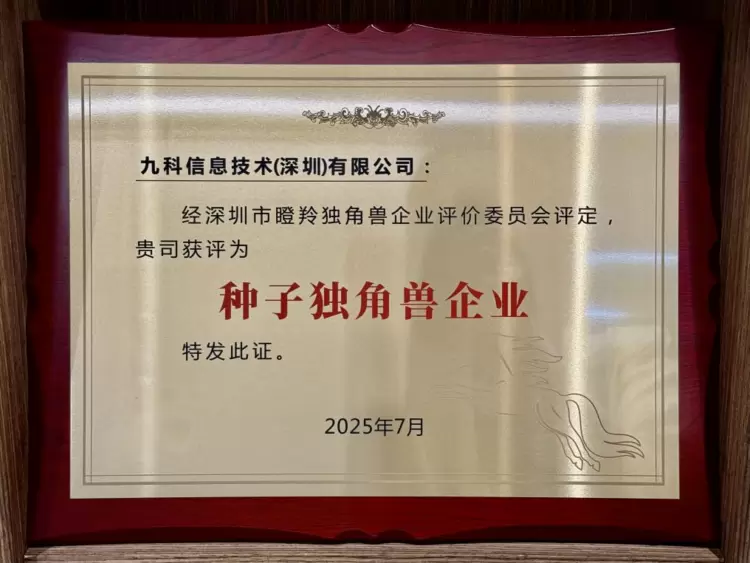 九科信息技术(深圳)有限公司：
经深圳市瞪羚独角兽企业评价委员会评定，
贵司获评为
种子独角兽企业
特发此证。
2025年7月